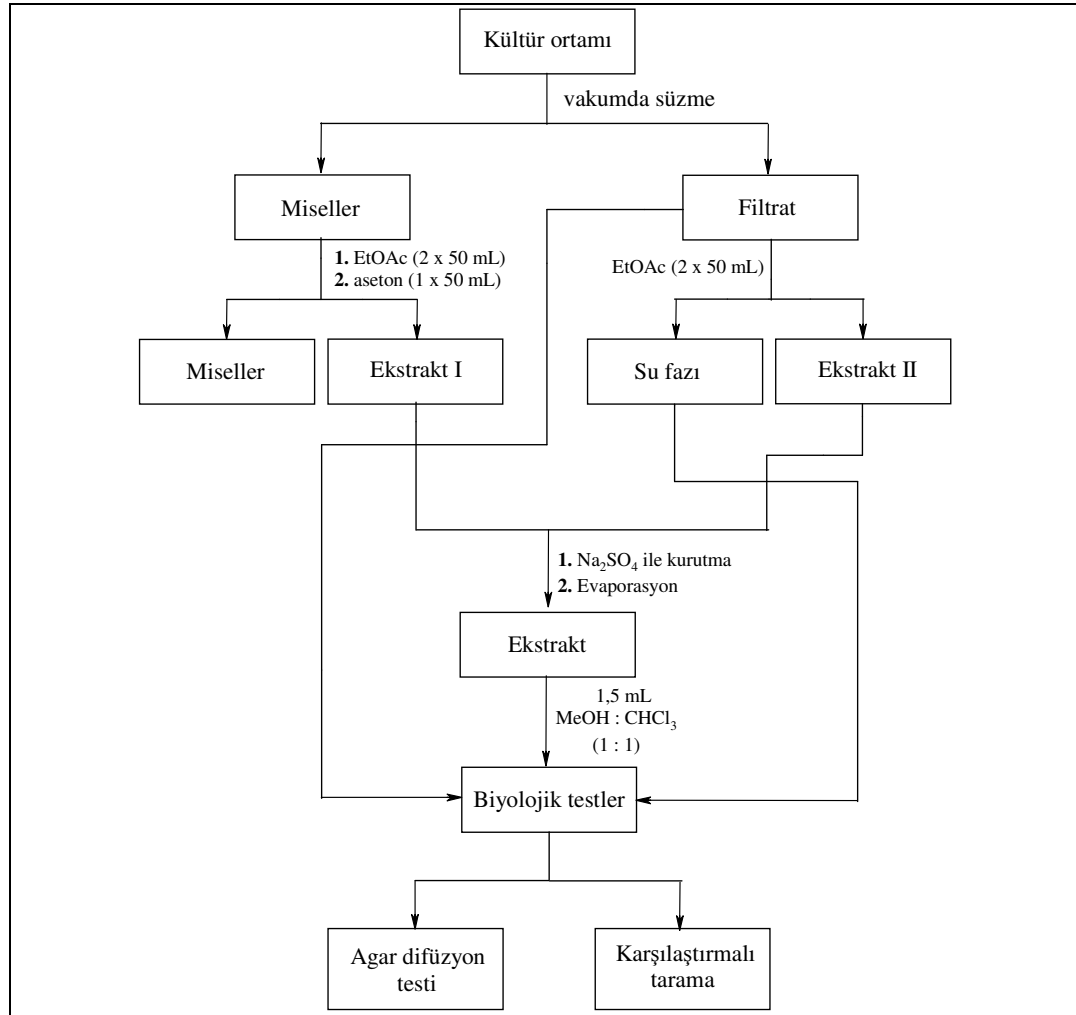 Kültür ortamı
vakumda süzme
Miseller
Filtrat
1. EtOAc (2 x 50 mL)
2. aseton (1 x 50 mL)
EtOAc (2 x 50 mL)
Miseller
Ekstrakt I
Su fazı
Ekstrakt II
1. Na₂SO₄ ile kurutma
2. Evaporasyon
Ekstrakt
1,5 mL
MeOH : CHCl₃
(1 : 1)
Biyolojik testler
Agar difüzyon
testi
Karşılaştırmalı
tarama